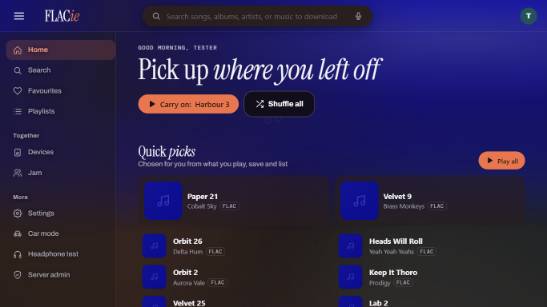 FLACie
Search songs, albums, artists, or music to download
T
Home
Search
Favourites
Playlists
Together
Devices
Jam
More
Settings
Car mode
Headphone test
Server admin
GOOD MORNING, TESTER
Pick up where you left off
Carry on: Harbour 3
Shuffle all
Quick picks
Chosen for you from what you play, save and list
Play all
Paper 21
Cobalt Sky FLAC
Velvet 9
Brass Monkeys FLAC
Orbit 26
Delta Hum FLAC
Heads Will Roll
Yeah Yeah Yeahs FLAC
Orbit 2
Aurora Vale FLAC
Keep It Thoro
Prodigy FLAC
Velvet 25
Lab 2